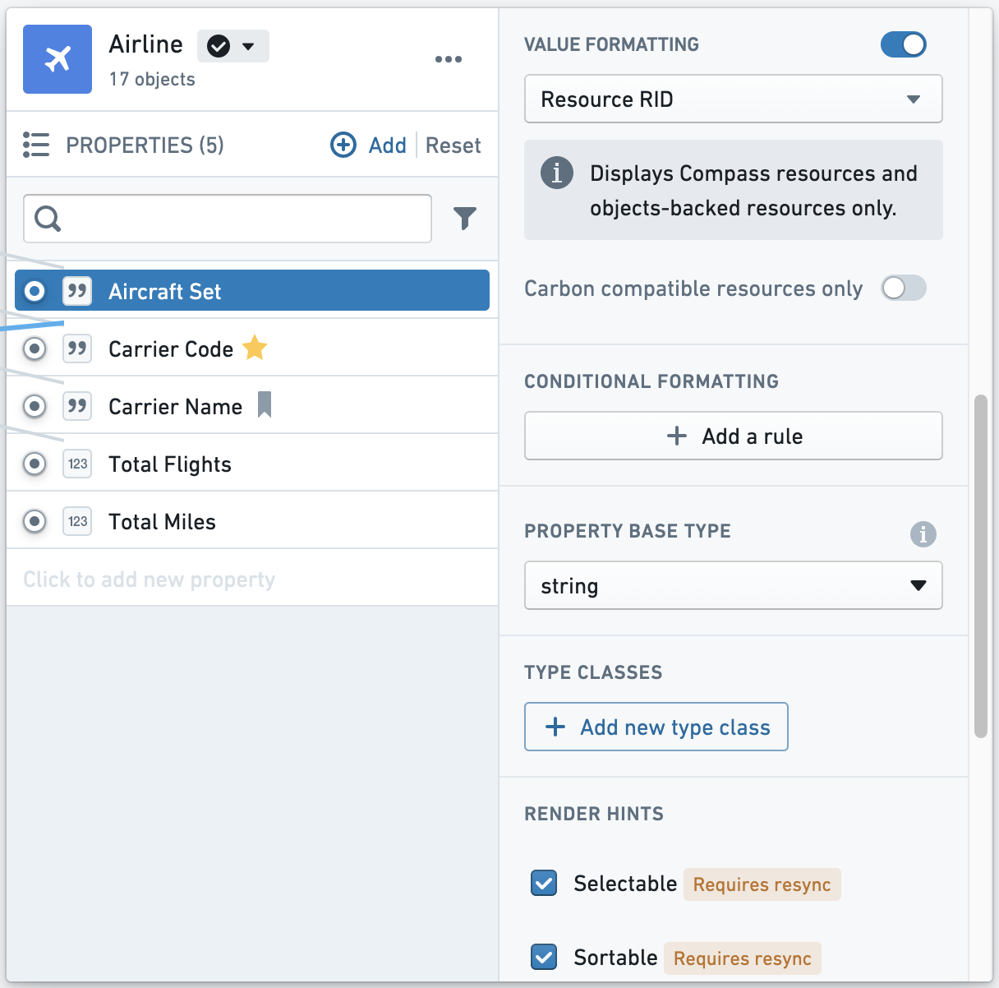 Airline
17 objects
PROPERTIES (5)
Add
Reset
Aircraft Set
Carrier Code
Carrier Name
123 Total Flights
123 Total Miles
Click to add new property
VALUE FORMATTING
Resource RID
Displays Compass resources and
objects-backed resources only.
Carbon compatible resources only
CONDITIONAL FORMATTING
Add a rule
PROPERTY BASE TYPE
string
TYPE CLASSES
Add new type class
RENDER HINTS
Selectable Requires resync
Sortable Requires resync